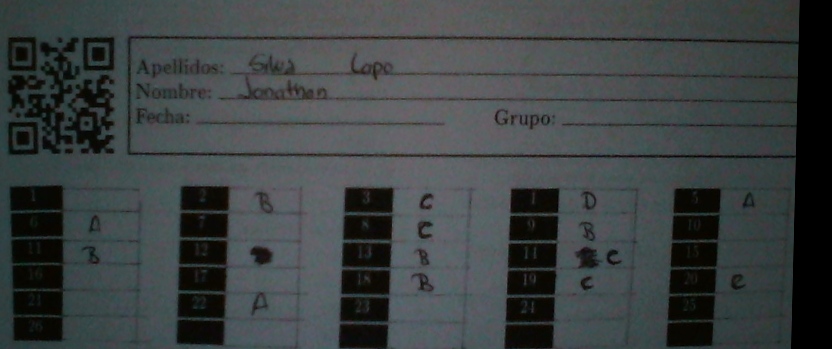 Apellidos: Silva Lopo
Nombre: Jonathan
Fecha: Grupo:
1 2 B 3 C 4 D 5 A
6 A 7 8 C 9 B 10
11 B 12 13 B 14 C 15
16 17 18 B 19 C 20 C
21 22 A 23 24 25
26